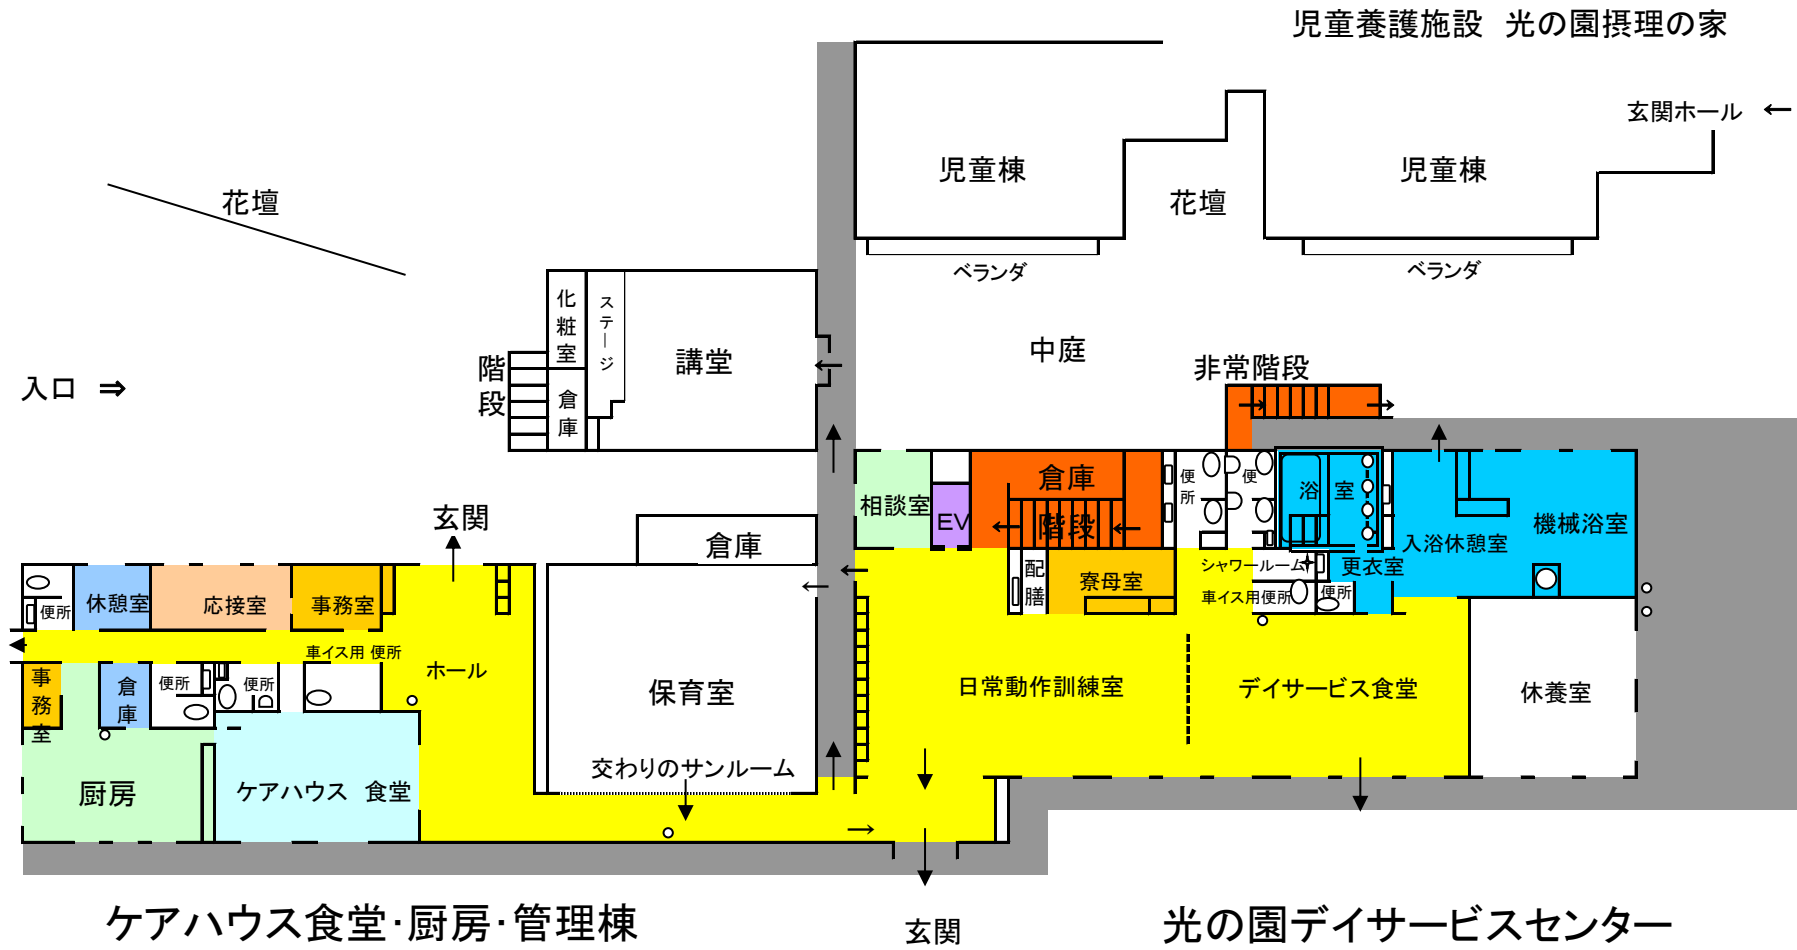 児童養護施設 光の園摂理の家
玄関ホール ←
児童棟
児童棟
花壇
花壇
ベランダ
ベランダ
化粧室
ステージ
講堂
階段
倉庫
中庭
非常階段
入口 ⇒
倉庫
階段
相談室
EV
便所
便
浴室
機械浴室
入浴休憩室
玄関
倉庫
配膳
寮母室
シャワールーム
更衣室
車イス用便所
便所
便所
休憩室
応接室
事務室
車イス用 便所
ホール
事務室
倉庫
便所
便所
保育室
日常動作訓練室
デイサービス食堂
休養室
交わりのサンルーム
厨房
ケアハウス 食堂
ケアハウス食堂・厨房・管理棟
玄関
光の園デイサービスセンター